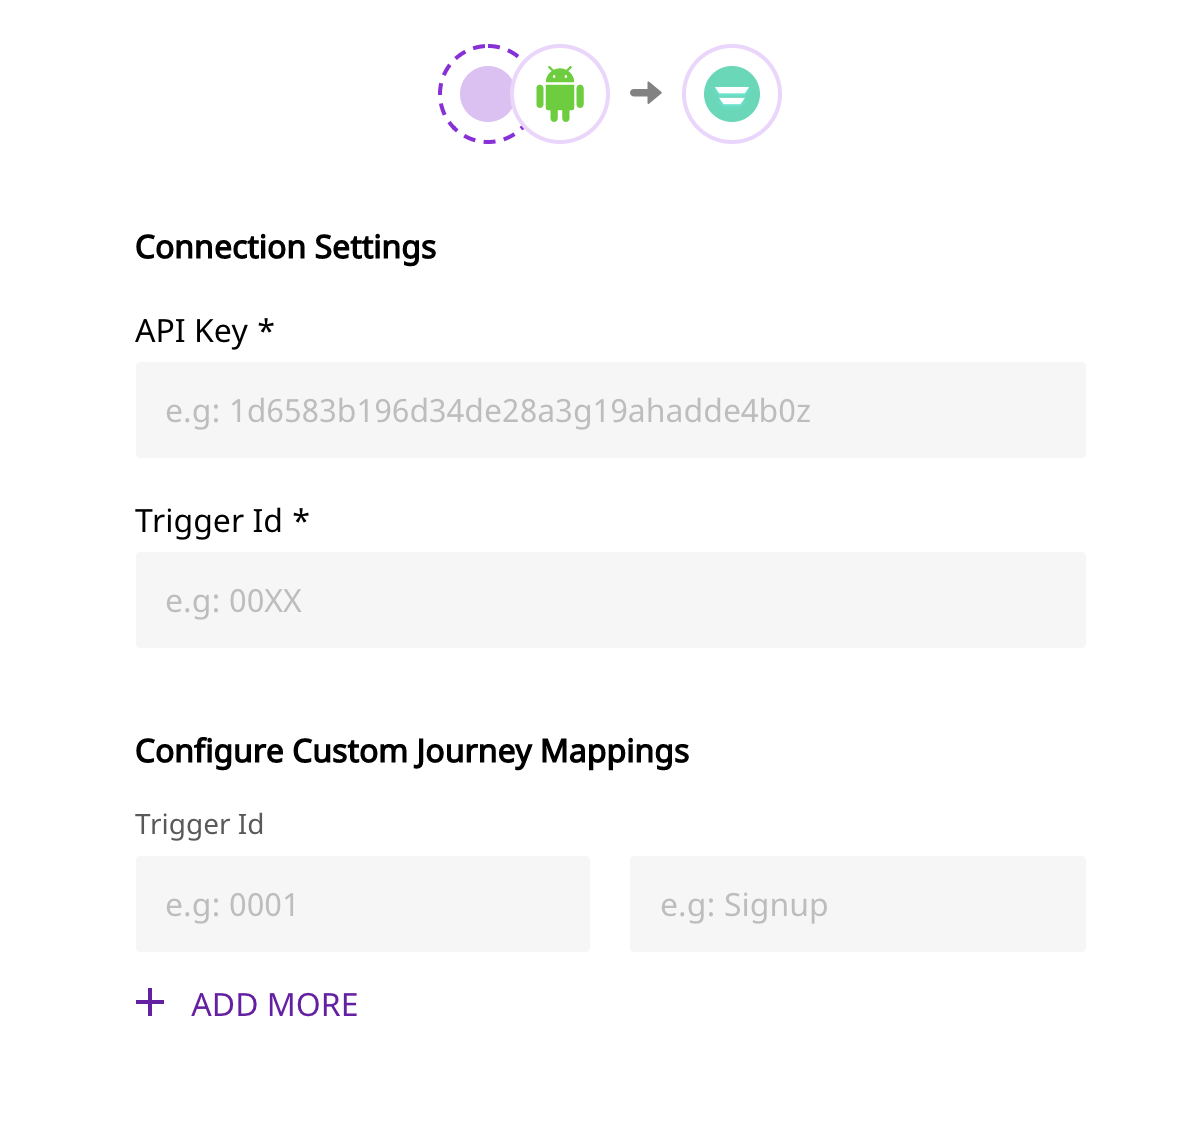 Connection Settings
API Key *
e.g: 1d6583b196d34de28a3g19ahadde4b0z
Trigger Id *
e.g: 00XX
Configure Custom Journey Mappings
Trigger Id
e.g: 0001 e.g: Signup
+ ADD MORE